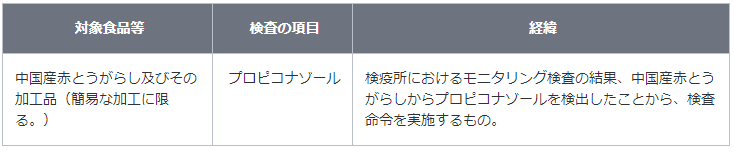 対象食品等
検査の項目
経緯
中国産赤とうがらし及びその
加工品（簡易な加工に限
る。）
プロピコナゾール
検疫所におけるモニタリング検査の結果、中国産赤とう
がらしからプロピコナゾールを検出したことから、検査
命令を実施するもの。